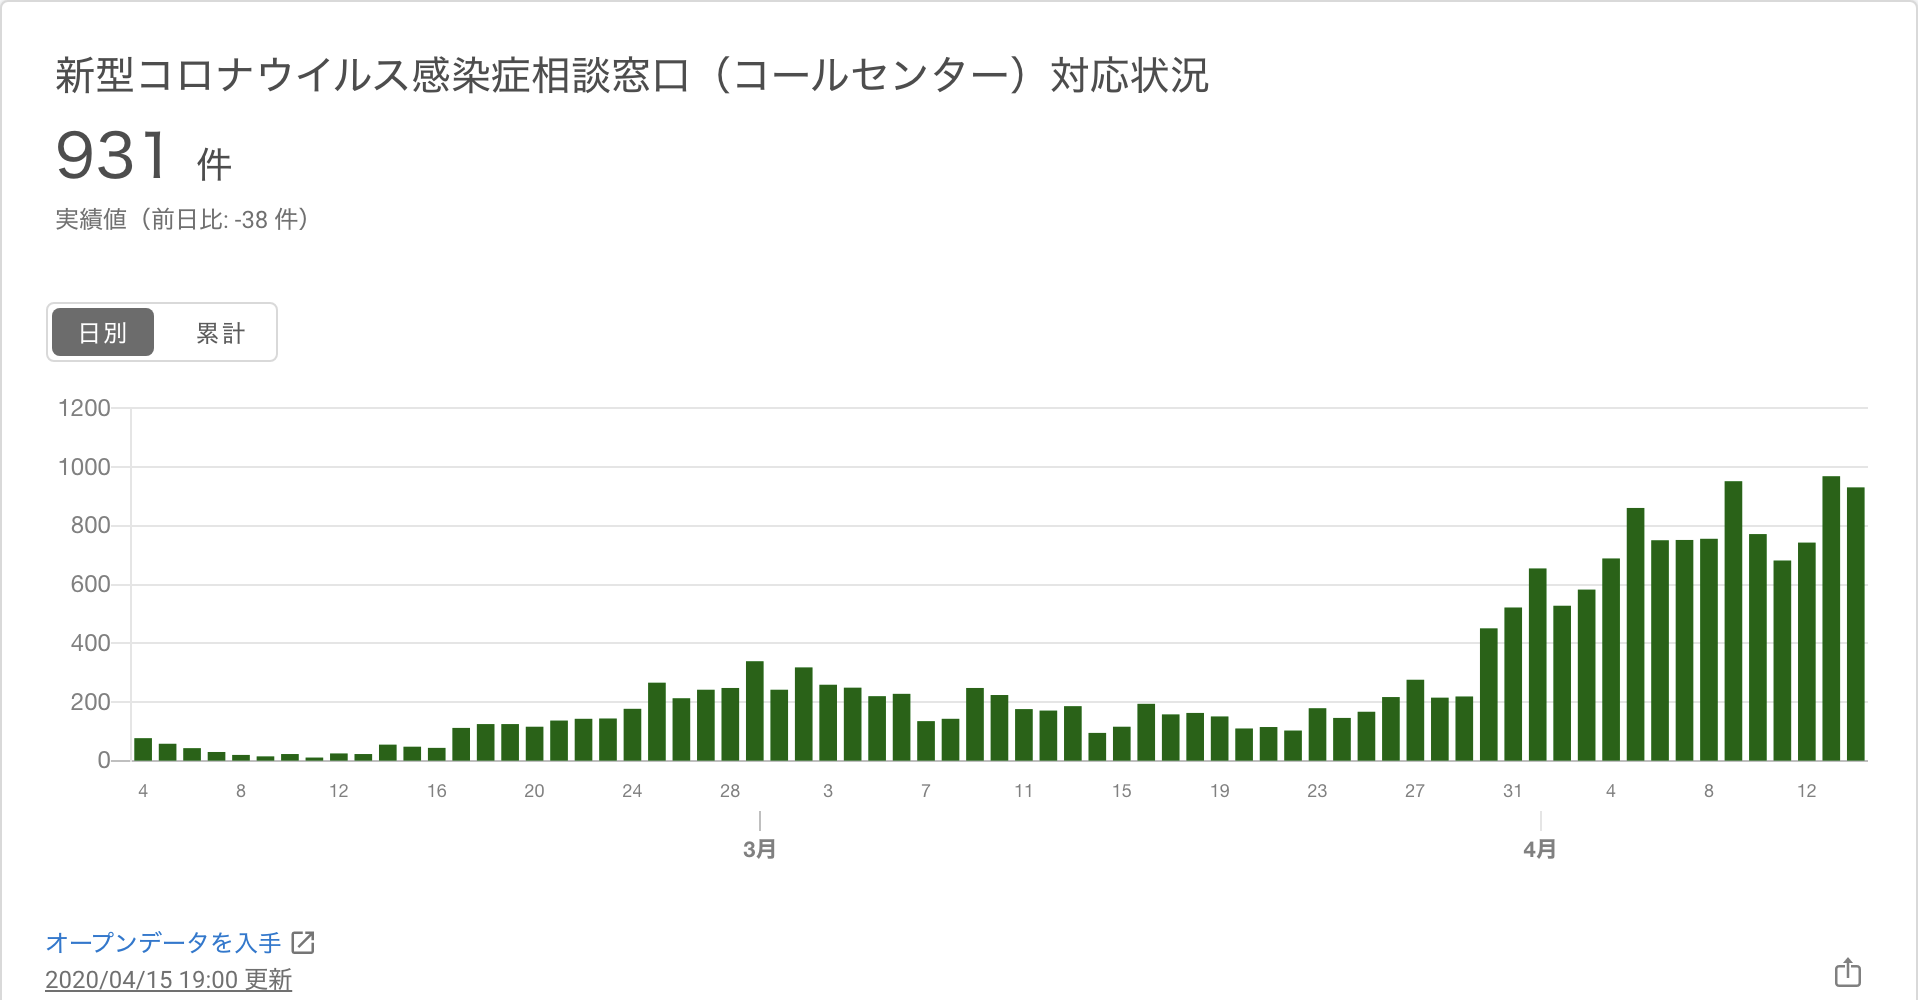 新型コロナウイルス感染症相談窓口（コールセンター）対応状況
931 件
実績値（前日比: -38 件）
日別 累計
1200
1000
800
600
400
200
0
4 8 12 16 20 24 28 3 7 11 15 19 23 27 31 4 8 12
3月 4月
オープンデータを入手
2020/04/15 19:00 更新